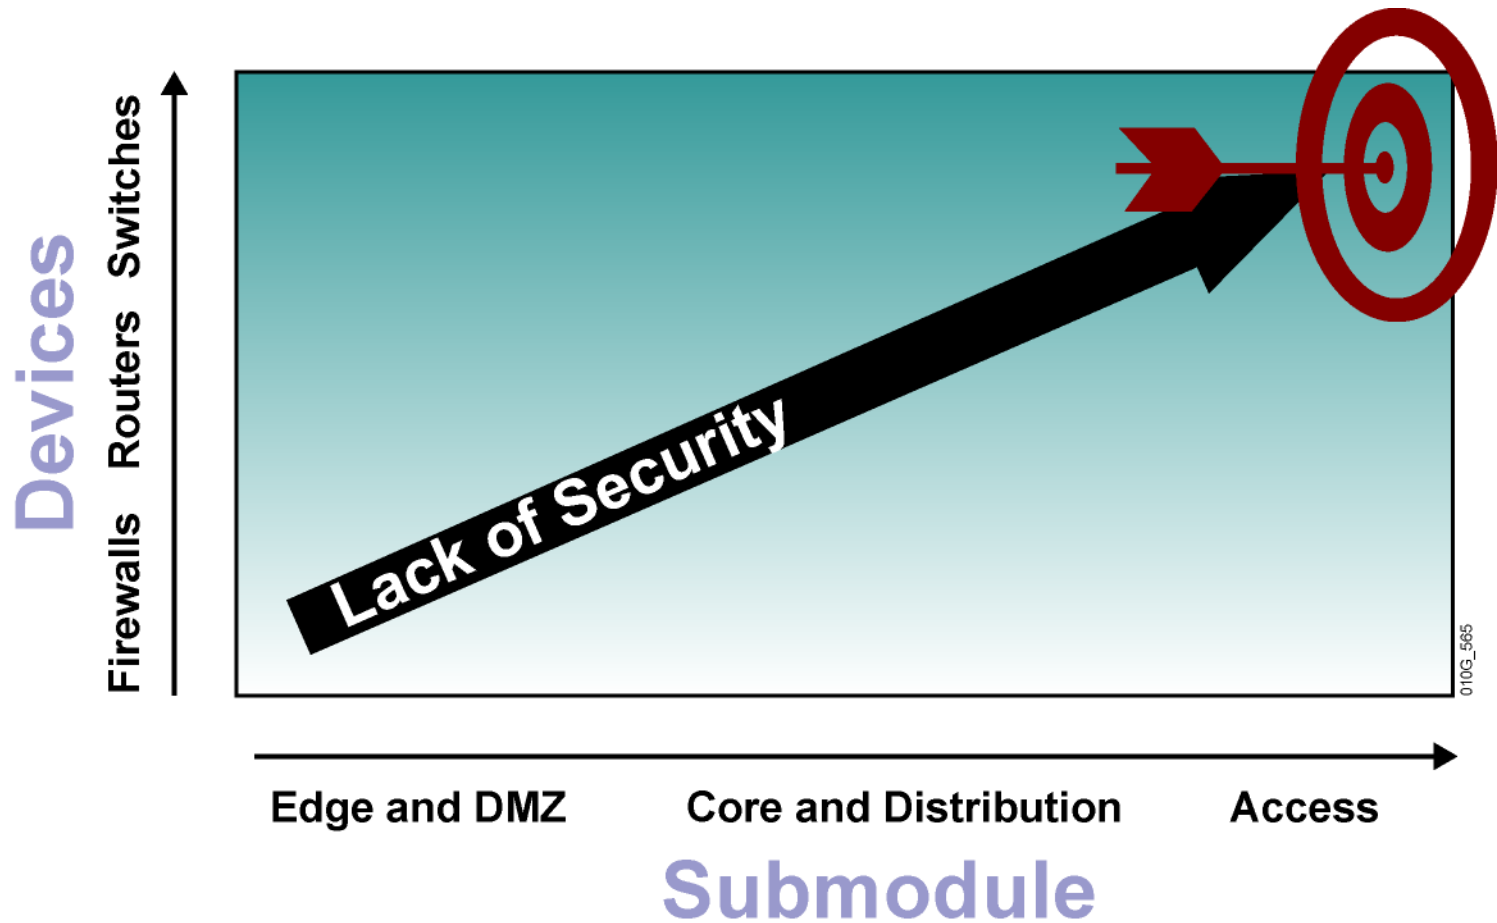 Devices
Switches
Routers
Firewalls
Lack of Security
010G_565
Edge and DMZ
Core and Distribution
Access
Submodule